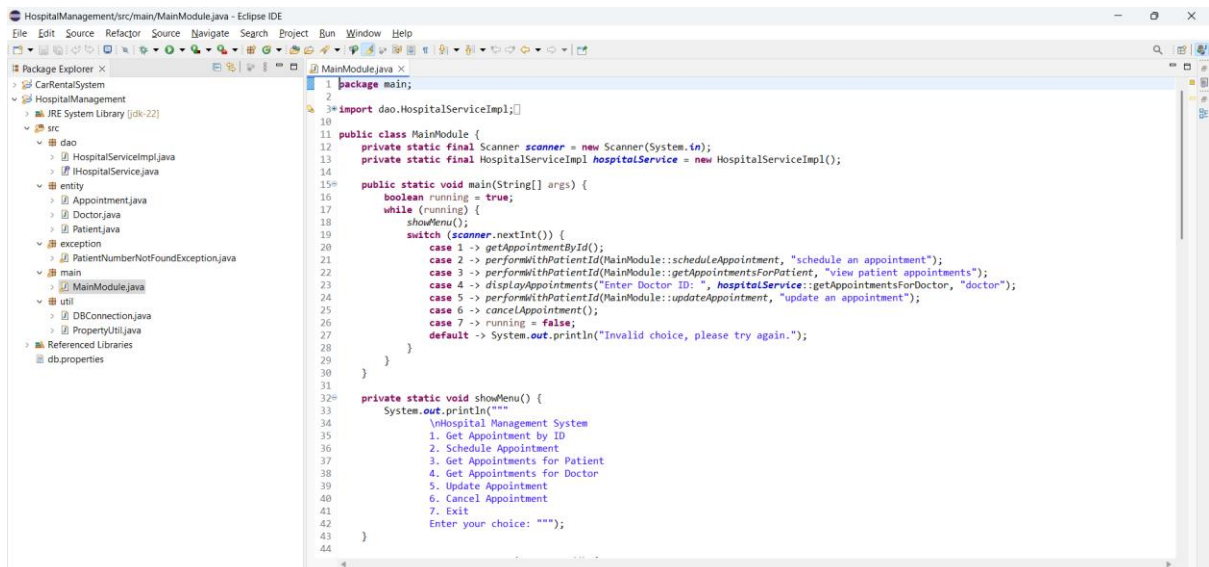 HospitalManagement/src/main/MainModule.java - Eclipse IDE
File Edit Source Refactor Source Navigate Search Project Run Window Help
Package Explorer
MainModule.java
CarRentalSystem
HospitalManagement
JRE System Library [jdk-22]
src
dao
HospitalServiceImpl.java
IHospitalService.java
entity
Appointment.java
Doctor.java
Patient.java
exception
PatientNumberNotFoundException.java
main
MainModule.java
util
DBConnection.java
PropertyUtil.java
Referenced Libraries
db.properties
1 package main;
2
3 import dao.HospitalServiceImpl;
10
11 public class MainModule {
12 private static final Scanner scanner = new Scanner(System.in);
13 private static final HospitalServiceImpl hospitalService = new HospitalServiceImpl();
14
15 public static void main(String[] args) {
16 boolean running = true;
17 while (running) {
18 showMenu();
19 switch (scanner.nextInt()) {
20 case 1 -> getAppointmentById();
21 case 2 -> performWithPatientId(MainModule::scheduleAppointment, "schedule an appointment");
22 case 3 -> performWithPatientId(MainModule::getAppointmentsForPatient, "view patient appointments");
23 case 4 -> displayAppointments("Enter Doctor ID: ", hospitalService::getAppointmentsForDoctor, "doctor");
24 case 5 -> performWithPatientId(MainModule::updateAppointment, "update an appointment");
25 case 6 -> cancelAppointment();
26 case 7 -> running = false;
27 default -> System.out.println("Invalid choice, please try again.");
28 }
29 }
30 }
31
32 private static void showMenu() {
33 System.out.println("""
34 \nHospital Management System
35 1. Get Appointment by ID
36 2. Schedule Appointment
37 3. Get Appointments for Patient
38 4. Get Appointments for Doctor
39 5. Update Appointment
40 6. Cancel Appointment
41 7. Exit
42 Enter your choice: """);
43 }
44